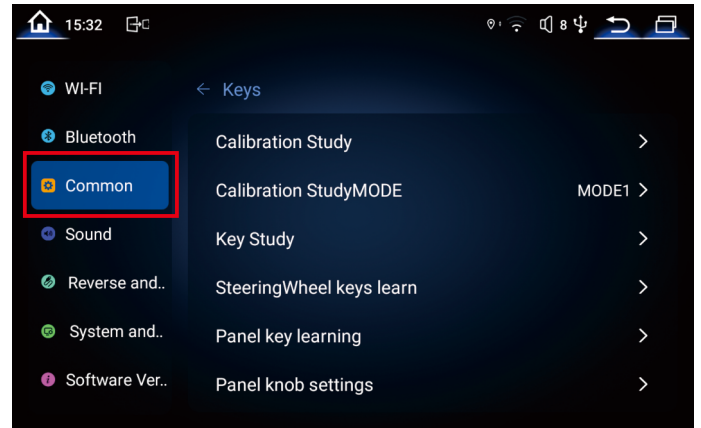 15:32
8
WI-FI
Keys
Bluetooth
Calibration Study
Common
Calibration StudyMODE MODE1
Sound
Key Study
Reverse and..
SteeringWheel keys learn
System and..
Panel key learning
Software Ver..
Panel knob settings